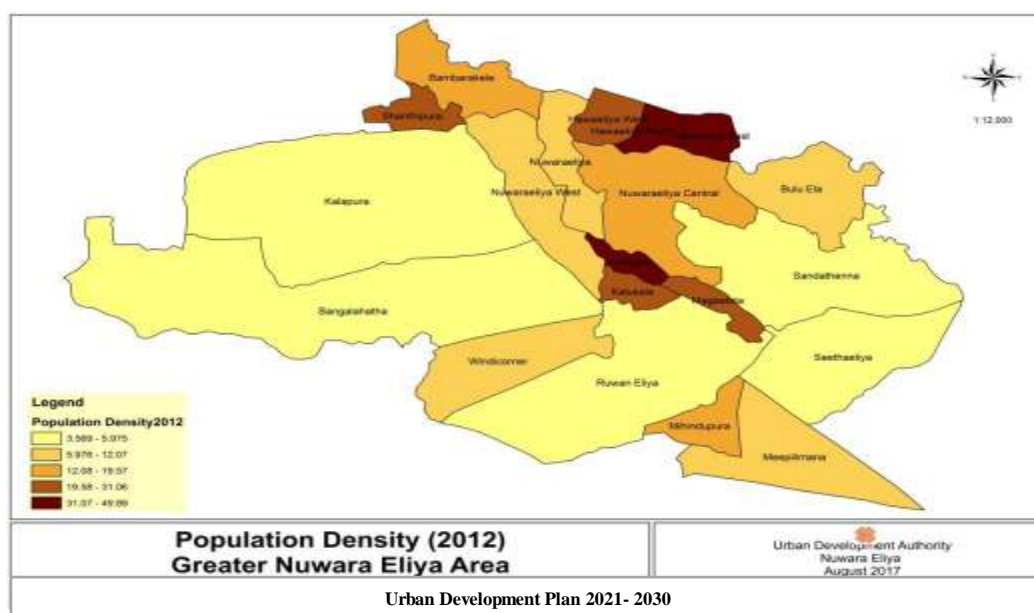 Bambarakele
1:12,000
Shanthipura
Hawaeliya West
Nuwaraeliya
Bulu Ela
Nuwaraeliya West
Nuwaraeliya Central
Kalapura
Sandathenna
Kalukele
Sangalahatha
Windicorner
Seethaeliya
Ruwan Eliya
Mihindupura
Meepilimana
Legend
Population Density2012
3.569 - 5.975
5.976 - 12.07
12.08 - 19.57
19.58 - 31.06
31.07 - 49.89
Population Density (2012)
Greater Nuwara Eliya Area
Urban Development Authority
Nuwara Eliya
August 2017
Urban Development Plan 2021- 2030